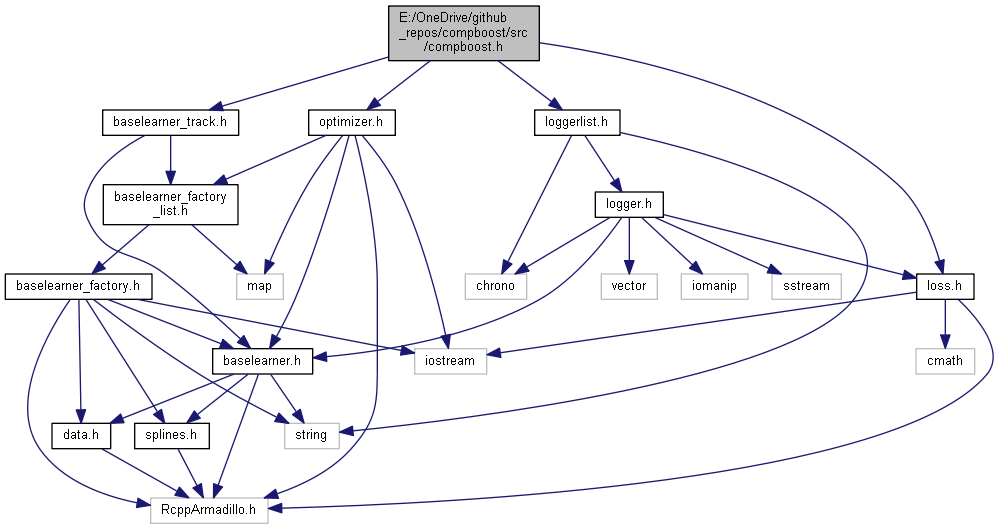 E:/OneDrive/github
_repos/compboost/src
/compboost.h
baselearner_track.h
optimizer.h
loggerlist.h
baselearner_factory
_list.h
logger.h
baselearner_factory.h
map
chrono
vector
iomanip
sstream
loss.h
baselearner.h
iostream
cmath
data.h
splines.h
string
RcppArmadillo.h